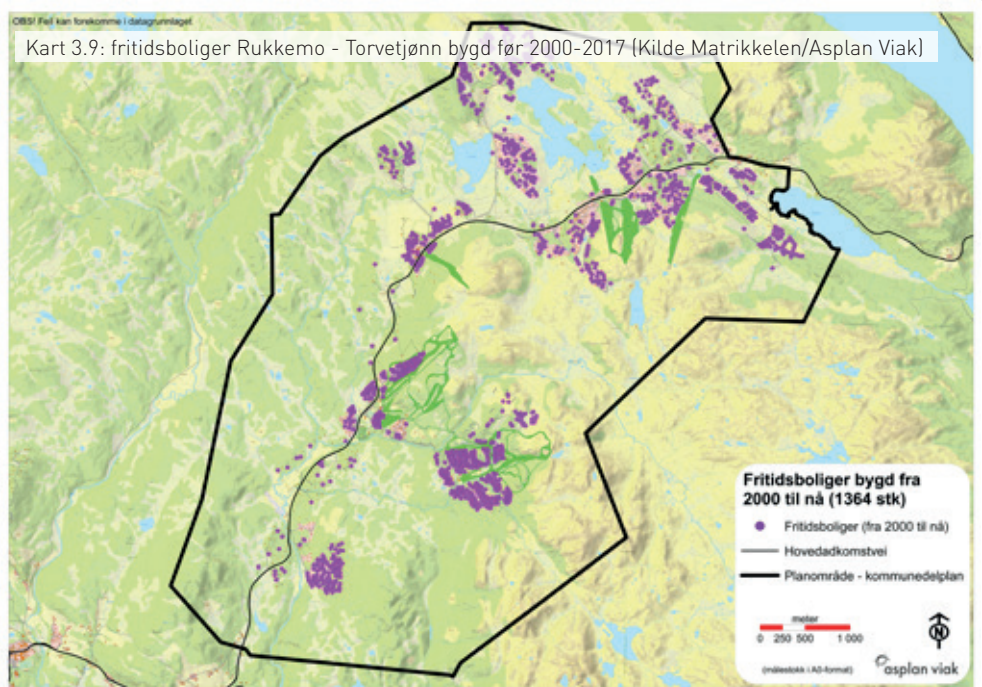 OBS! Feil kan forekomme i datagrunnlaget
Kart 3.9: fritidsboliger Rukkemo - Torvetjønn bygd før 2000-2017 (Kilde Matrikkelen/Asplan Viak)
Fritidsboliger bygd fra
2000 til nå (1364 stk)
Fritidsboliger (fra 2000 til nå)
Hovedadkomstvei
Planområde - kommunedelplan
meter
0 250 500 1 000
(målestokk i A0-format)
N
asplan viak